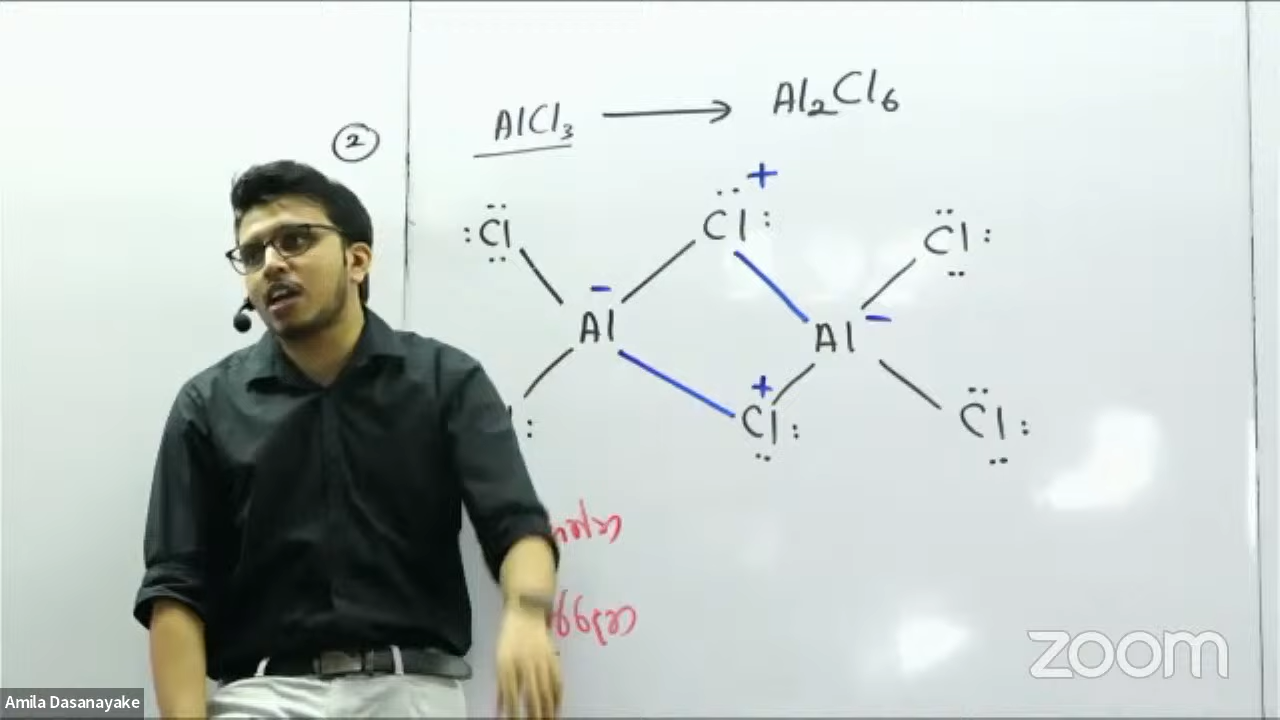 AlCl₃ ⟶ Al₂Cl₆
2
+
:Cl Cl: Cl:
− −
Al Al
+
Cl: Cl:
zoom
Amila Dasanayake